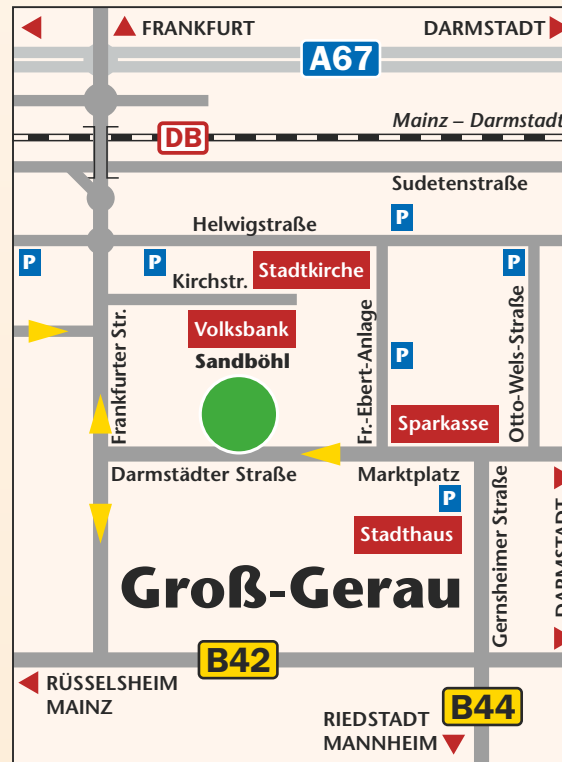 FRANKFURT
DARMSTADT
A67
Mainz – Darmstadt
DB
Sudetenstraße
P
Helwigstraße
P
P
P
Kirchstr.
Stadtkirche
Volksbank
Sandböhl
Frankfurter Str.
Fr.-Ebert-Anlage
P
Otto-Wels-Straße
Sparkasse
Darmstädter Straße
Marktplatz
P
Stadthaus
Gernsheimer Straße
DARMSTADT
Groß-Gerau
B42
RÜSSELSHEIM
MAINZ
B44
RIEDSTADT
MANNHEIM